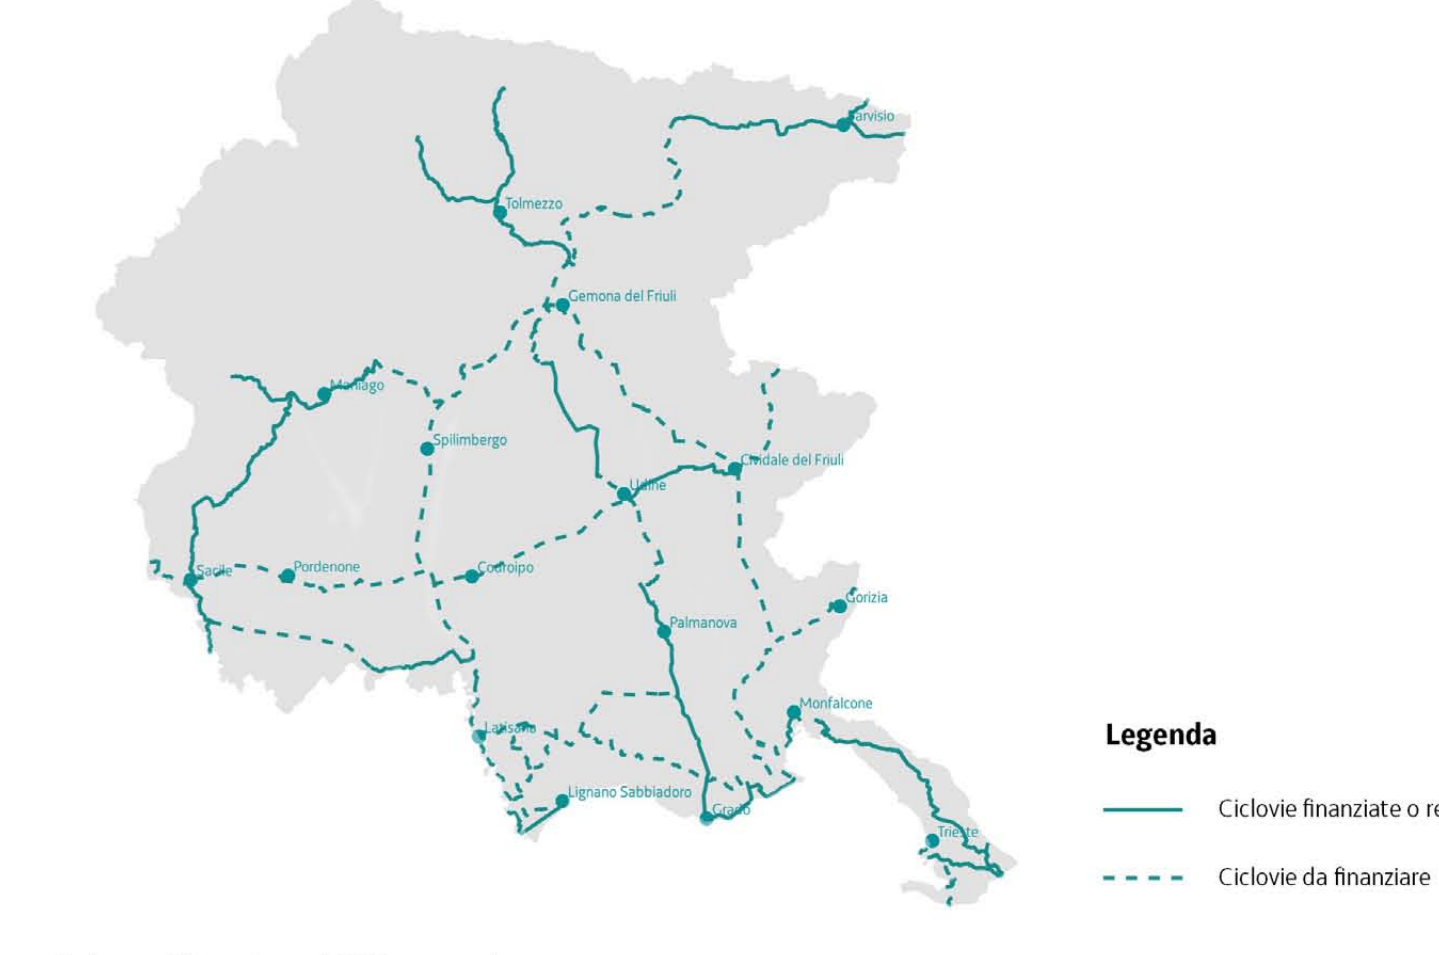 Tarvisio
Tolmezzo
Gemona del Friuli
Maniago
Spilimbergo
Cividale del Friuli
Udine
Sacile
Pordenone
Codroipo
Gorizia
Palmanova
Monfalcone
Latisana
Lignano Sabbiadoro
Grado
Trieste
Legenda
Ciclovie finanziate o re
Ciclovie da finanziare